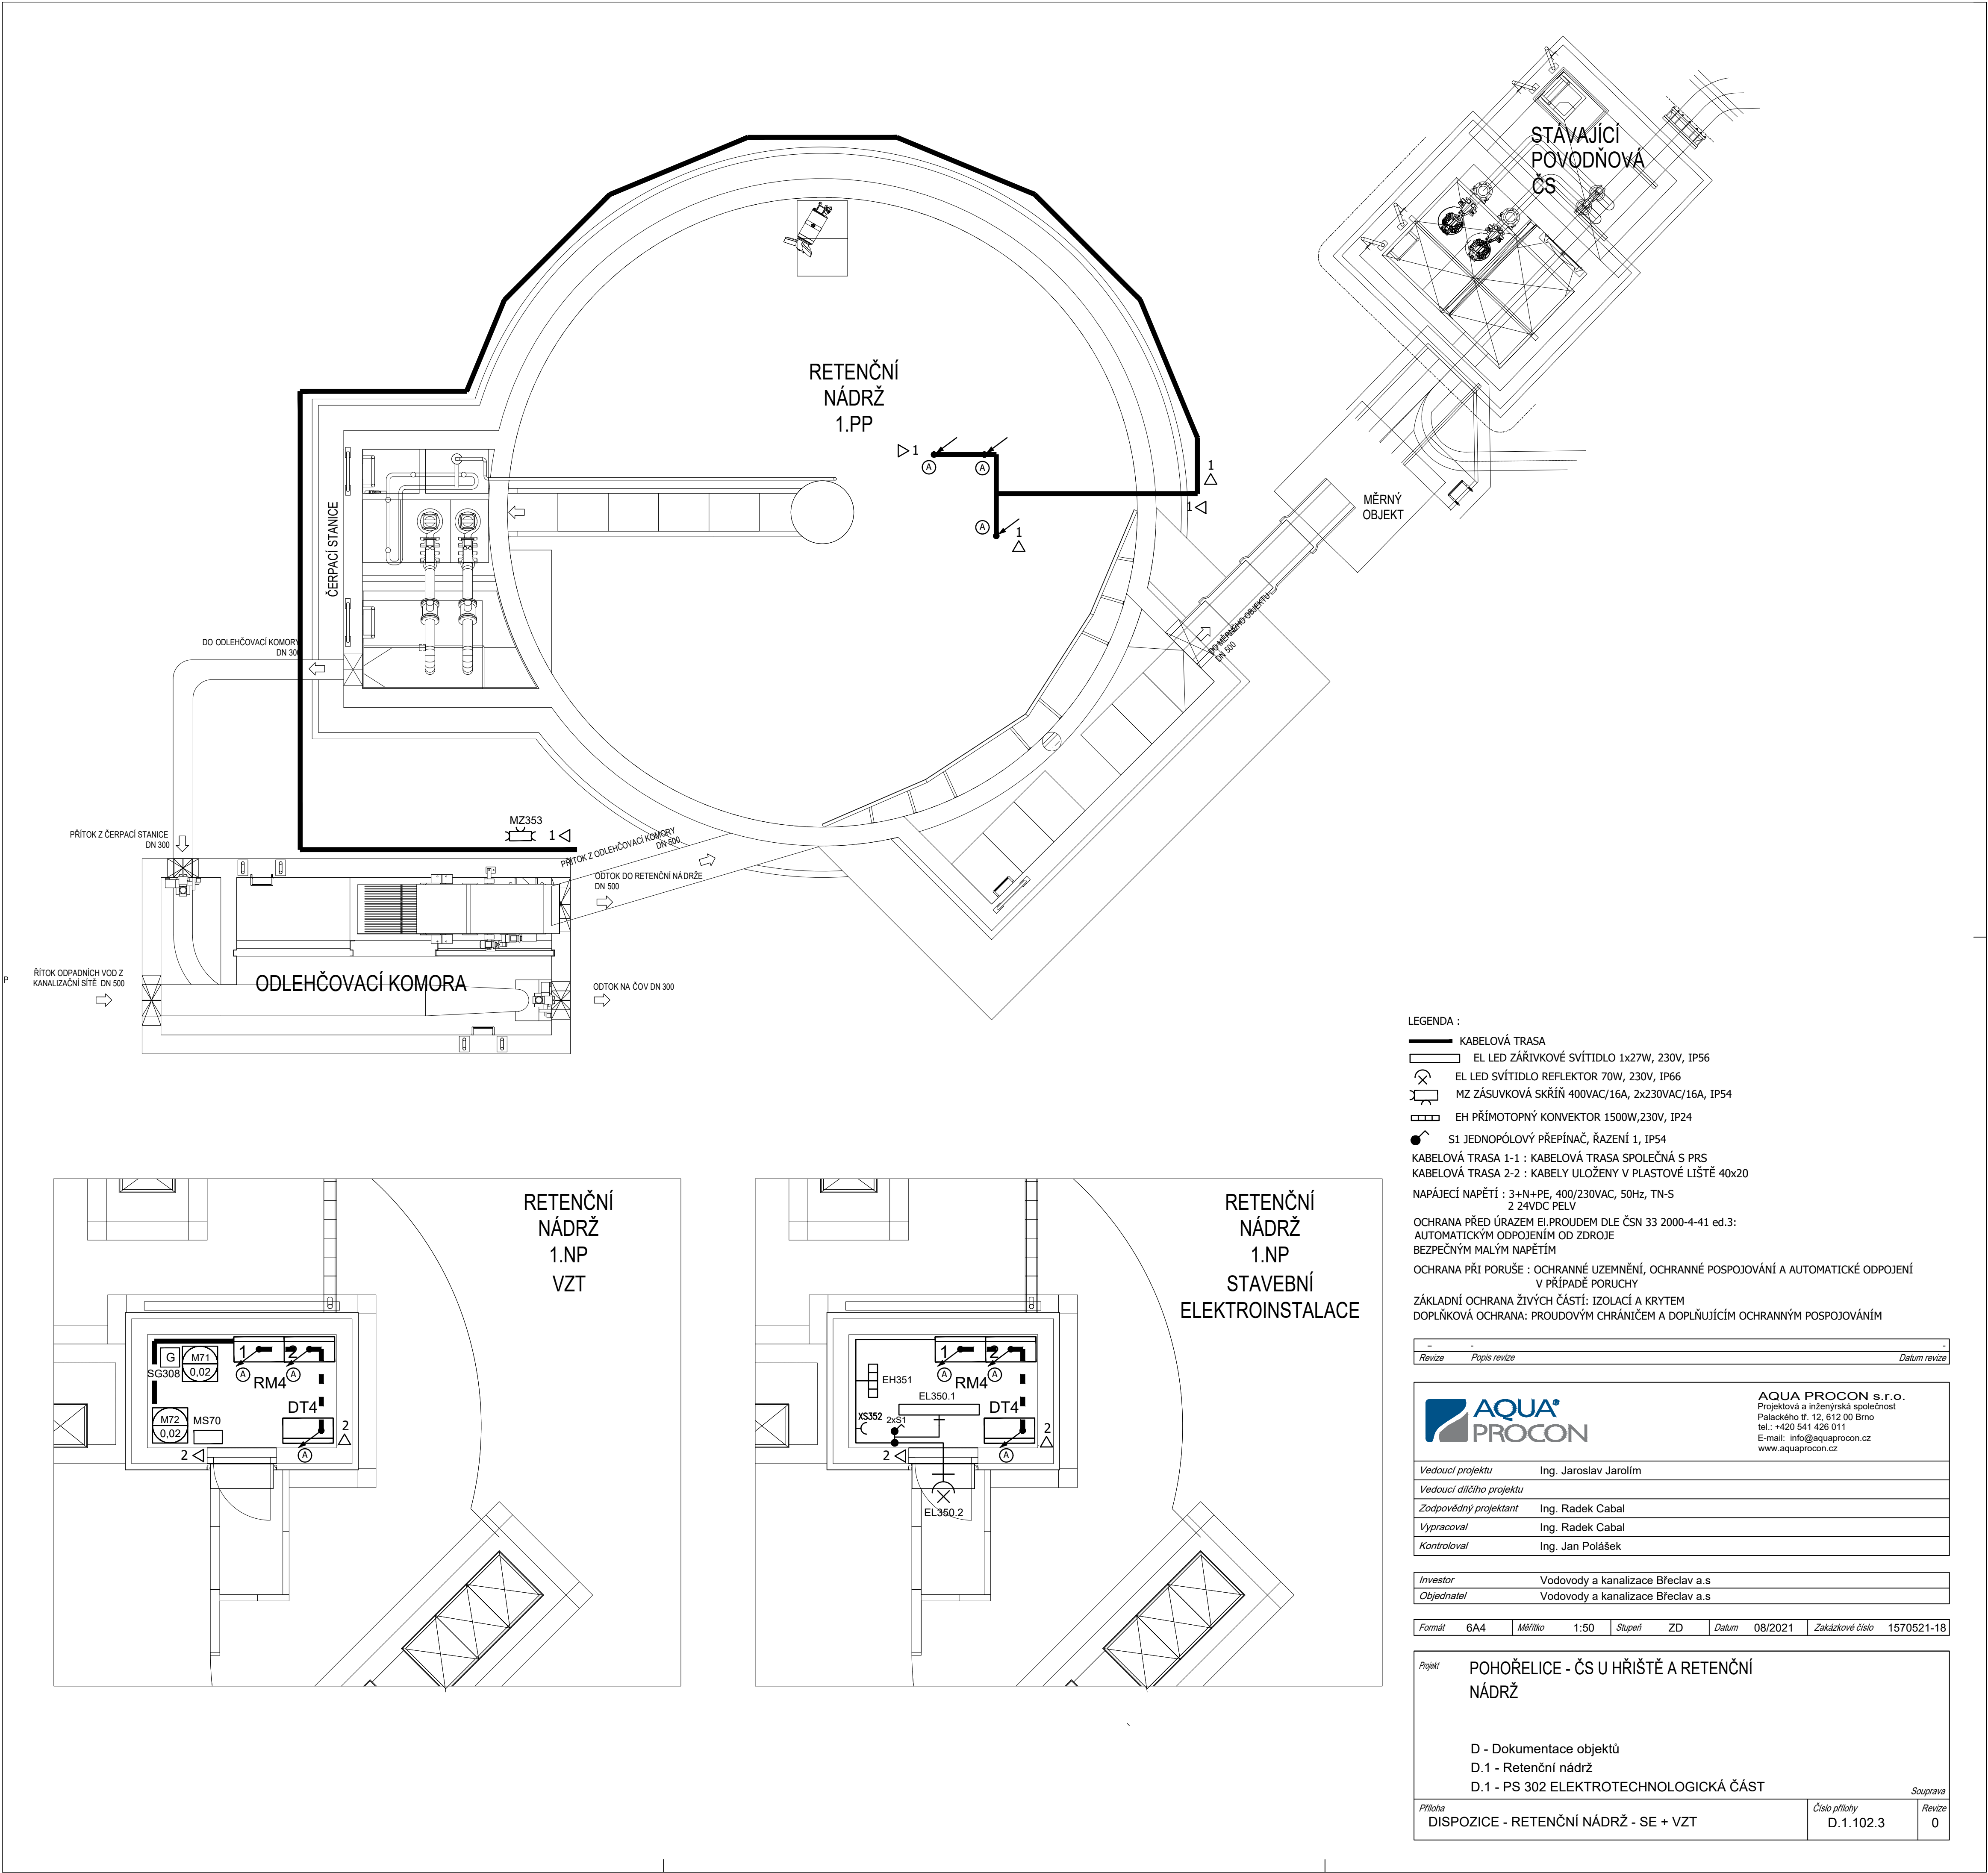 STÁVAJÍCÍ
POVODŇOVÁ
ČS
RETENČNÍ
NÁDRŽ
1.PP
1
A
A
A
1
1
1
MĚRNÝ
OBJEKT
ČERPACÍ STANICE
DO MĚRNÉHO OBJEKTU
DN 500
DO ODLEHČOVACÍ KOMORY
DN 300
MZ353
1
PŘÍTOK Z ČERPACÍ STANICE
DN 300
PŘÍTOK Z ODLEHČOVACÍ KOMORY
DN 500
ODTOK DO RETENČNÍ NÁDRŽE
DN 500
P
ŘÍTOK ODPADNÍCH VOD Z
KANALIZAČNÍ SÍTĚ DN 500
ODLEHČOVACÍ KOMORA
ODTOK NA ČOV DN 300
LEGENDA :
KABELOVÁ TRASA
EL LED ZÁŘIVKOVÉ SVÍTIDLO 1x27W, 230V, IP56
EL LED SVÍTIDLO REFLEKTOR 70W, 230V, IP66
MZ ZÁSUVKOVÁ SKŘÍŇ 400VAC/16A, 2x230VAC/16A, IP54
EH PŘÍMOTOPNÝ KONVEKTOR 1500W,230V, IP24
S1 JEDNOPÓLOVÝ PŘEPÍNAČ, ŘAZENÍ 1, IP54
KABELOVÁ TRASA 1-1 : KABELOVÁ TRASA SPOLEČNÁ S PRS
KABELOVÁ TRASA 2-2 : KABELY ULOŽENY V PLASTOVÉ LIŠTĚ 40x20
NAPÁJECÍ NAPĚTÍ : 3+N+PE, 400/230VAC, 50Hz, TN-S
2 24VDC PELV
OCHRANA PŘED ÚRAZEM El.PROUDEM DLE ČSN 33 2000-4-41 ed.3:
AUTOMATICKÝM ODPOJENÍM OD ZDROJE
BEZPEČNÝM MALÝM NAPĚTÍM
OCHRANA PŘI PORUŠE : OCHRANNÉ UZEMNĚNÍ, OCHRANNÉ POSPOJOVÁNÍ A AUTOMATICKÉ ODPOJENÍ
V PŘÍPADĚ PORUCHY
ZÁKLADNÍ OCHRANA ŽIVÝCH ČÁSTÍ: IZOLACÍ A KRYTEM
DOPLŇKOVÁ OCHRANA: PROUDOVÝM CHRÁNIČEM A DOPLŇUJÍCÍM OCHRANNÝM POSPOJOVÁNÍM
RETENČNÍ
NÁDRŽ
1.NP
VZT
G
M71
0,02
SG308
1
2
A
A
RM4
M72
0,02
MS70
DT4
2
2
A
RETENČNÍ
NÁDRŽ
1.NP
STAVEBNÍ
ELEKTROINSTALACE
1
2
A
A
EH351
RM4
EL350.1
XS352
2xS1
DT4
2
2
A
EL350.2
– - -
Revize Popis revize Datum revize
AQUA®
PROCON
AQUA PROCON s.r.o.
Projektová a inženýrská společnost
Palackého tř. 12, 612 00 Brno
tel.: +420 541 426 011
E-mail: info@aquaprocon.cz
www.aquaprocon.cz
Vedoucí projektu Ing. Jaroslav Jarolím
Vedoucí dílčího projektu
Zodpovědný projektant Ing. Radek Cabal
Vypracoval Ing. Radek Cabal
Kontroloval Ing. Jan Polášek
Investor Vodovody a kanalizace Břeclav a.s
Objednatel Vodovody a kanalizace Břeclav a.s
Formát 6A4 Měřítko 1:50 Stupeň ZD Datum 08/2021 Zakázkové číslo 1570521-18
Projekt POHOŘELICE - ČS U HŘIŠTĚ A RETENČNÍ
NÁDRŽ
D - Dokumentace objektů
D.1 - Retenční nádrž
D.1 - PS 302 ELEKTROTECHNOLOGICKÁ ČÁST
Souprava
Příloha Číslo přílohy Revize
DISPOZICE - RETENČNÍ NÁDRŽ - SE + VZT D.1.102.3 0